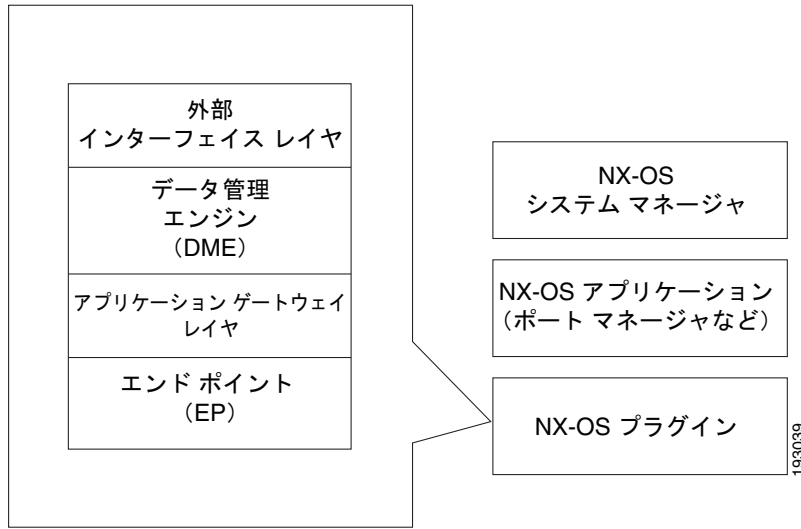 外部
インターフェイス レイヤ
データ管理
エンジン
（DME）
アプリケーション ゲートウェイ
レイヤ
エンド ポイント
（EP）
NX-OS
システム マネージャ
NX-OS アプリケーション
（ポート マネージャなど）
NX-OS プラグイン
193039